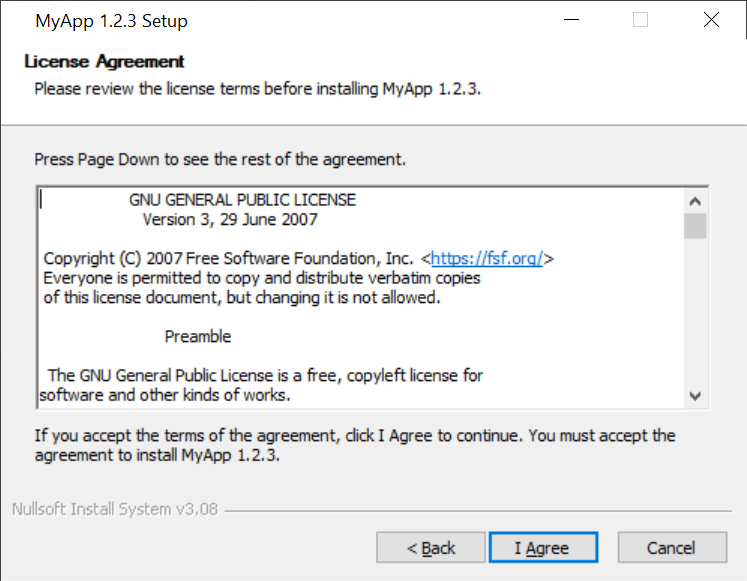 MyApp 1.2.3 Setup
License Agreement
Please review the license terms before installing MyApp 1.2.3.
Press Page Down to see the rest of the agreement.
GNU GENERAL PUBLIC LICENSE
Version 3, 29 June 2007
Copyright (C) 2007 Free Software Foundation, Inc. <https://fsf.org/>
Everyone is permitted to copy and distribute verbatim copies
of this license document, but changing it is not allowed.
Preamble
The GNU General Public License is a free, copyleft license for
software and other kinds of works.
If you accept the terms of the agreement, click I Agree to continue. You must accept the
agreement to install MyApp 1.2.3.
Nullsoft Install System v3.08
< Back
I Agree
Cancel